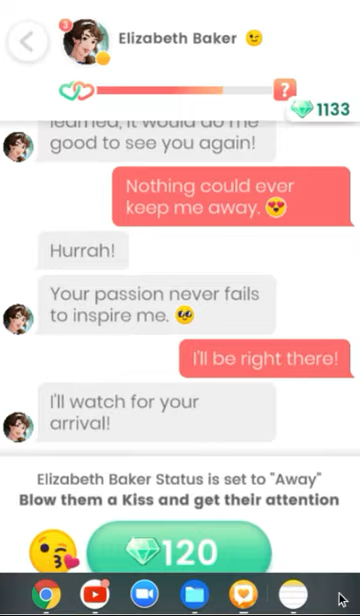 3
Elizabeth Baker
?
1133
learned, it would do me
good to see you again!
Nothing could ever
keep me away.
Hurrah!
Your passion never fails
to inspire me.
I'll be right there!
I'll watch for your
arrival!
Elizabeth Baker Status is set to "Away"
Blow them a Kiss and get their attention
120